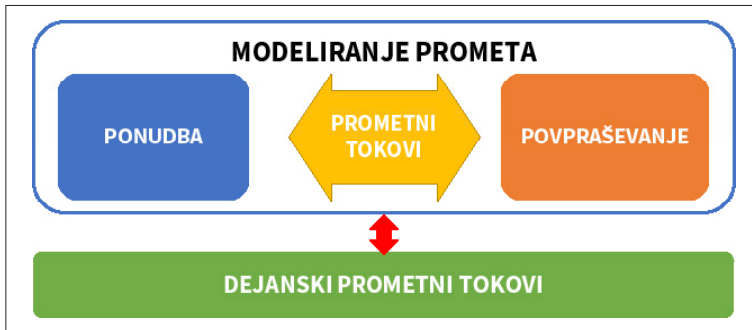 MODELIRANJE PROMETA
PONUDBA
PROMETNI
TOKOVI
POVPRAŠEVANJE
DEJANSKI PROMETNI TOKOVI